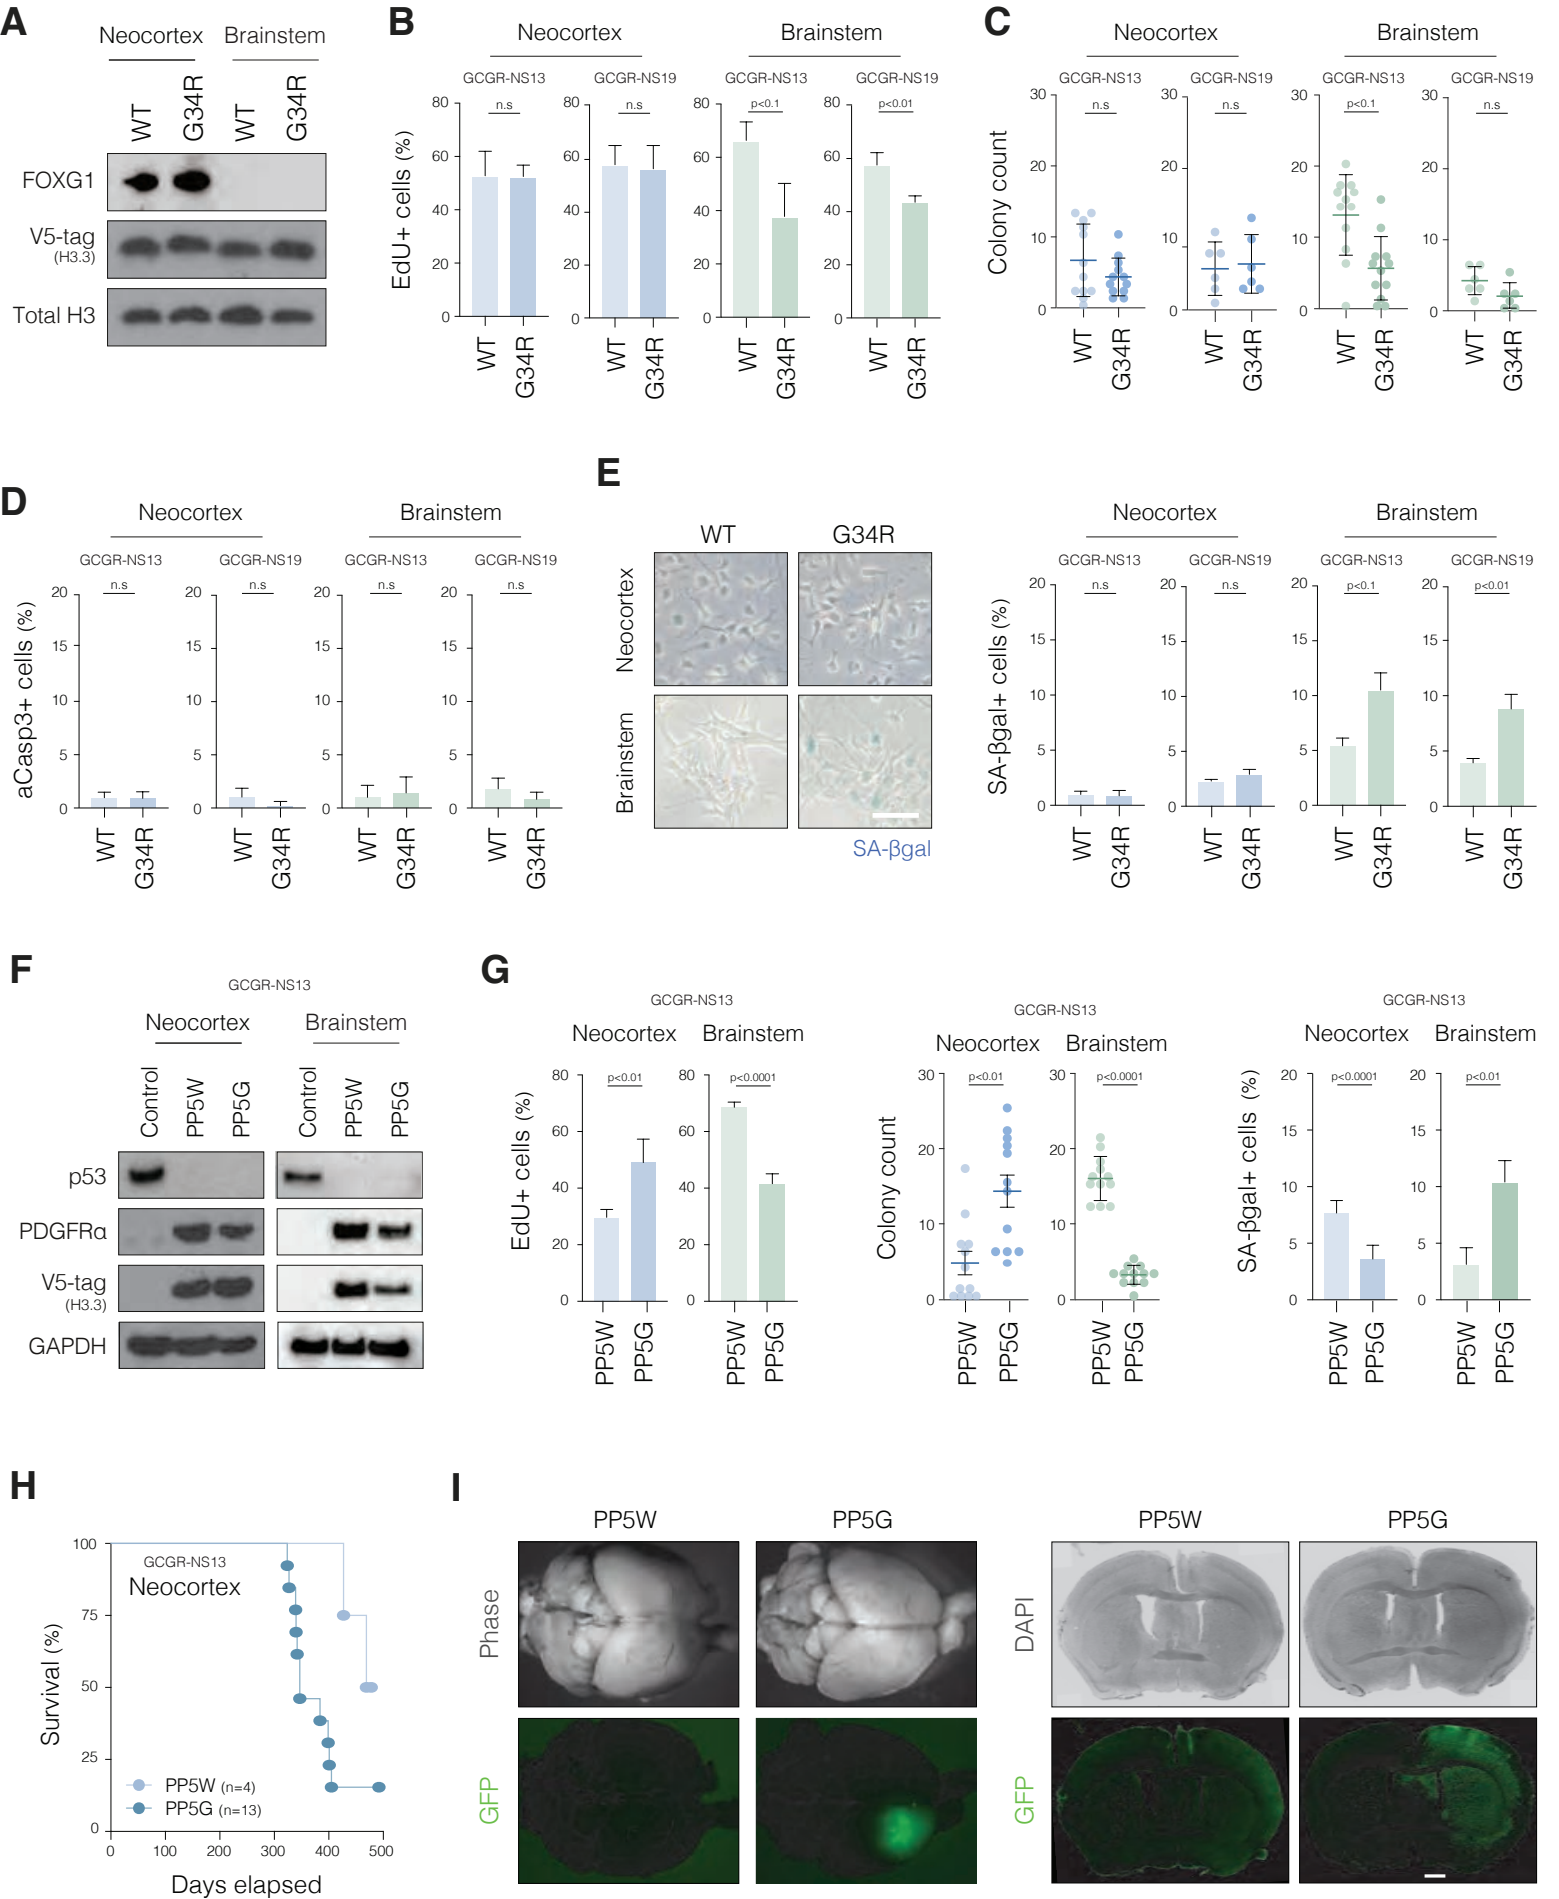 A
Neocortex Brainstem
WT G34R WT G34R
FOXG1
V5-tag
(H3.3)
Total H3
B
Neocortex Brainstem
GCGR-NS13 GCGR-NS19 GCGR-NS13 GCGR-NS19
n.s n.s p<0.1 p<0.01
EdU+ cells (%)
80 80 80 80
60 60 60 60
40 40 40 40
20 20 20 20
0 0 0 0
WT G34R WT G34R WT G34R WT G34R
C
Neocortex Brainstem
GCGR-NS13 GCGR-NS19 GCGR-NS13 GCGR-NS19
n.s n.s p<0.1 n.s
Colony count
30 30 30 30
20 20 20 20
10 10 10 10
0 0 0 0
WT G34R WT G34R WT G34R WT G34R
D
Neocortex Brainstem
GCGR-NS13 GCGR-NS19 GCGR-NS13 GCGR-NS19
n.s n.s n.s n.s
aCasp3+ cells (%)
20 20 20 20
15 15 15 15
10 10 10 10
5 5 5 5
0 0 0 0
WT G34R WT G34R WT G34R WT G34R
E
WT G34R
Neocortex
Brainstem
SA-βgal
Neocortex Brainstem
GCGR-NS13 GCGR-NS19 GCGR-NS13 GCGR-NS19
n.s n.s p<0.1 p<0.01
SA-βgal+ cells (%)
20 20 20 20
15 15 15 15
10 10 10 10
5 5 5 5
0 0 0 0
WT G34R WT G34R WT G34R WT G34R
F
GCGR-NS13
Neocortex Brainstem
Control PP5W PP5G Control PP5W PP5G
p53
PDGFRα
V5-tag
(H3.3)
GAPDH
G
GCGR-NS13
Neocortex Brainstem
p<0.01 p<0.0001
EdU+ cells (%)
80 80
60 60
40 40
20 20
0 0
PP5W PP5G PP5W PP5G
GCGR-NS13
Neocortex Brainstem
p<0.01 p<0.0001
Colony count
30 30
20 20
10 10
0 0
PP5W PP5G PP5W PP5G
GCGR-NS13
Neocortex Brainstem
p<0.0001 p<0.01
SA-βgal+ cells (%)
20 20
15 15
10 10
5 5
0 0
PP5W PP5G PP5W PP5G
H
GCGR-NS13
Neocortex
Survival (%)
100
75
50
25
0
PP5W (n=4)
PP5G (n=13)
0 100 200 300 400 500
Days elapsed
I
PP5W PP5G PP5W PP5G
Phase DAPI
GFP GFP